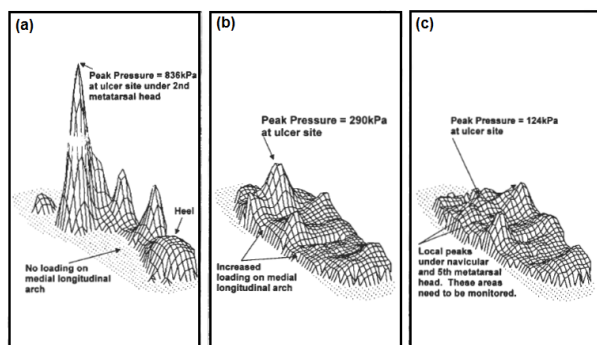 (a)
Peak Pressure = 836kPa
at ulcer site under 2nd
metatarsal head
Heel
No loading on
medial longitudinal
arch
(b)
Peak Pressure = 290kPa
at ulcer site
Increased
loading on medial
longitudinal arch
(c)
Peak Pressure = 124kPa
at ulcer site
Local peaks
under navicular
and 5th metatarsal
head. These areas
need to be monitored.